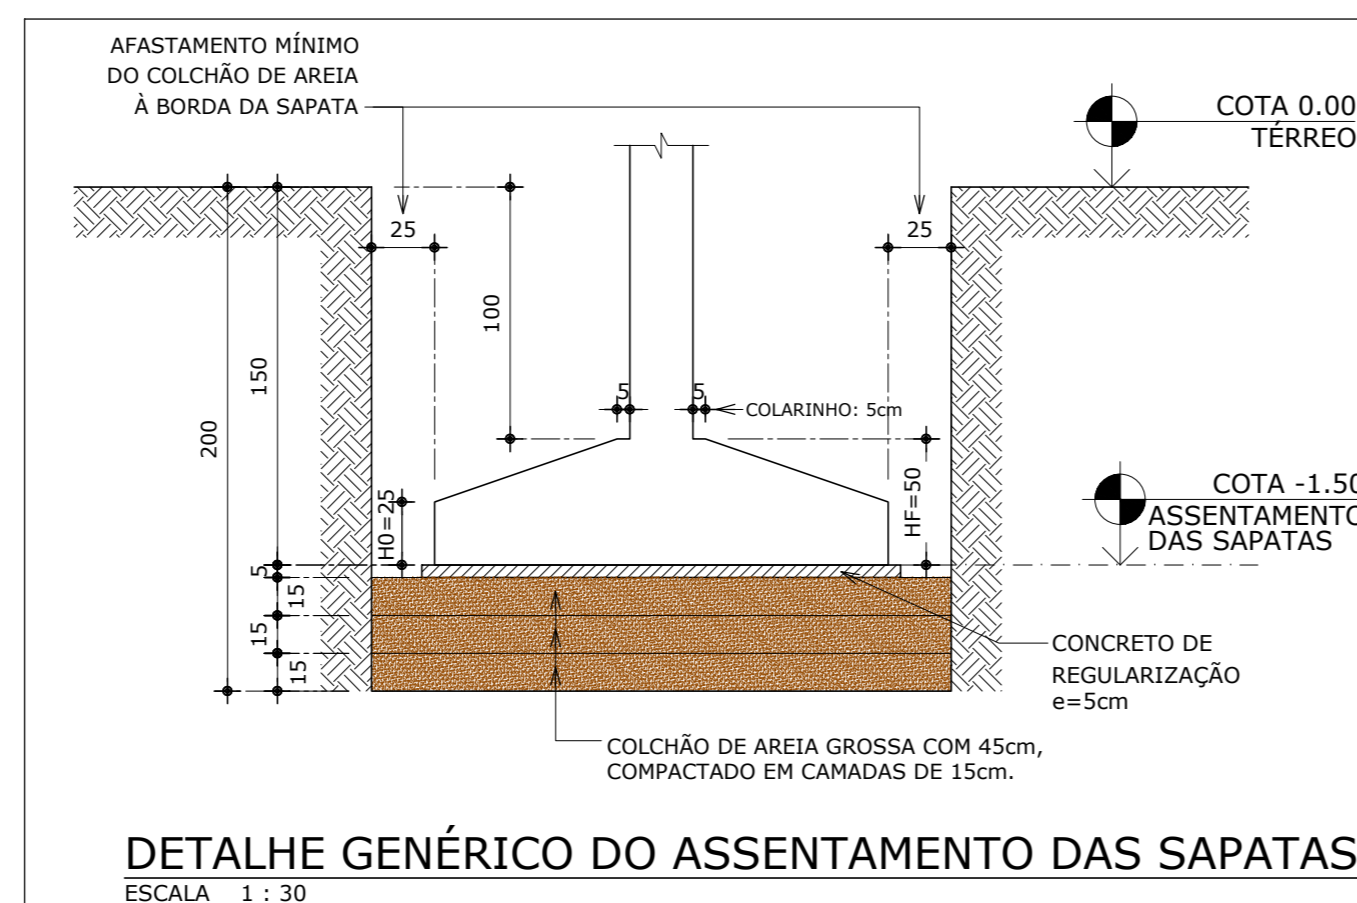 AFASTAMENTO MÍNIMO
DO COLCHÃO DE AREIA
À BORDA DA SAPATA
COTA 0.00
TÉRREO
25
25
100
150
200
5
5
COLARINHO: 5cm
H0=25
HF=50
COTA -1.50
ASSENTAMENTO
DAS SAPATAS
5
15
15
15
CONCRETO DE
REGULARIZAÇÃO
e=5cm
COLCHÃO DE AREIA GROSSA COM 45cm,
COMPACTADO EM CAMADAS DE 15cm.
DETALHE GENÉRICO DO ASSENTAMENTO DAS SAPATAS
ESCALA 1 : 30